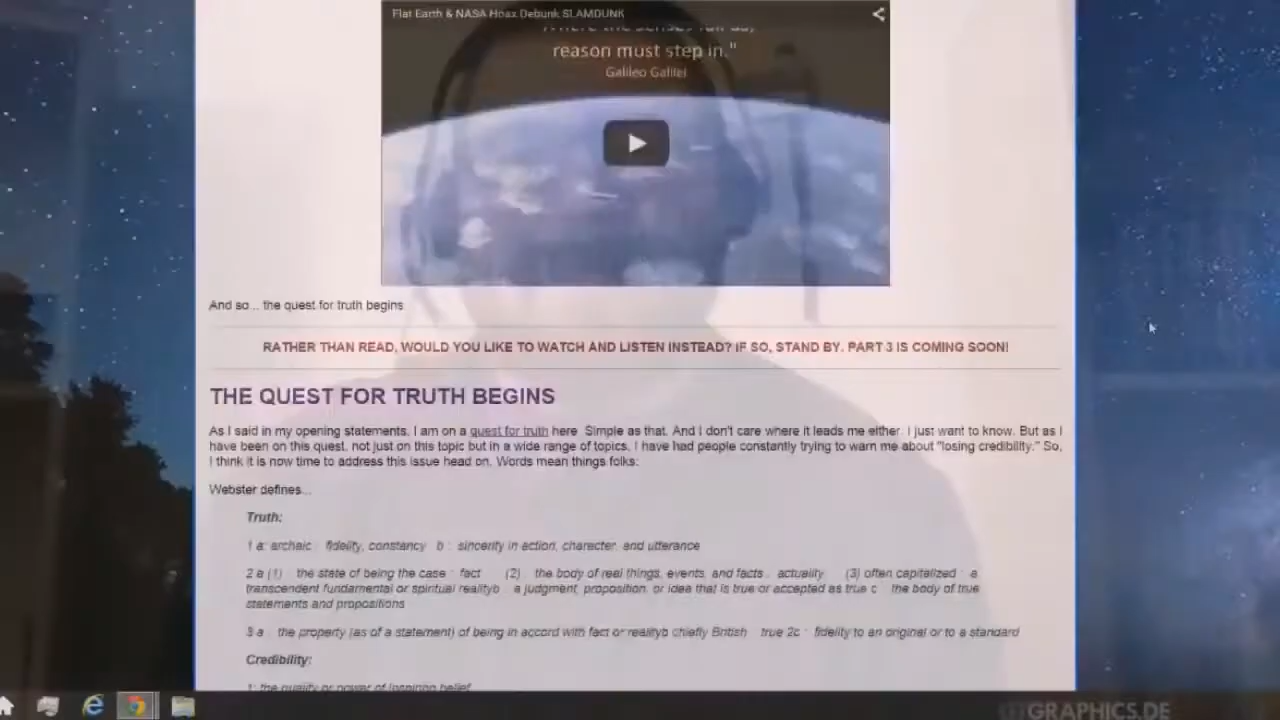 Flat Earth & NASA Hoax Debunk SLAMDUNK
reason must step in."
Galileo Galilei
And so... the quest for truth begins
RATHER THAN READ, WOULD YOU LIKE TO WATCH AND LISTEN INSTEAD? IF SO, STAND BY. PART 3 IS COMING SOON!
THE QUEST FOR TRUTH BEGINS
As I said in my opening statements, I am on a quest for truth here. Simple as that. And I don't care where it leads me either. I just want to know. But as I
have been on this quest, not just on this topic but in a wide range of topics, I have had people constantly trying to warn me about "losing credibility." So,
I think it is now time to address this issue head on. Words mean things folks:
Webster defines...
Truth:
1 a: archaic : fidelity, constancy b : sincerity in action, character, and utterance
2 a (1) : the state of being the case : fact (2) : the body of real things, events, and facts : actuality (3) often capitalized : a
transcendent fundamental or spiritual realityb : a judgment, proposition, or idea that is true or accepted as true c : the body of true
statements and propositions
3 a : the property (as of a statement) of being in accord with fact or realityb chiefly British : true 2c : fidelity to an original or to a standard
Credibility:
1: the quality or power of inspiring belief
GRAPHICS.DE